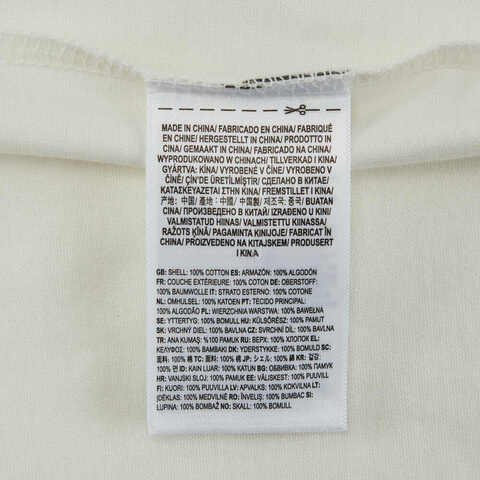 MADE IN CHINA/ FABRICADO EN CHINA/ FABRIQUÉ
EN CHINE/ HERGESTELLT IN CHINA/ PRODOTTO IN
CINA/ GEMAAKT IN CHINA/ FABRICADO NA CHINA/
WYPRODUKOWANO W CHINACH/ TILLVERKAD I KINA/
GYÁRTVA: KÍNA/ VYROBENÉ V ČÍNE/ VYROBENO V
ČÍNĚ/ ÇİN'DE ÜRETİLMİŞTİR/ СДЕЛАНО В КИТАЕ/
ΚΑΤΑΣΚΕΥΑΖΕΤΑΙ ΣΤΗΝ ΚΙΝΑ/ FREMSTILLET I KINA/
产地: 中国/ 產地: 中國/ 中国製/ 제조국: 중국/ BUATAN
CINA/ ПРОИЗВЕДЕНО В КИТАЙ/ IZRAĐENO U KINI/
VALMISTATUD HIINAS/ VALMISTETTU KIINASSA/
RAŽOTS ĶĪNĀ/ PAGAMINTA KINIJOJE/ FABRICAT ÎN
CHINA/ PROIZVEDENO NA KITAJSKEM/ PRODUSERT
I KINA
GB: SHELL: 100% COTTON ES: ARMAZÓN: 100% ALGODÓN
FR: COUCHE EXTÉRIEURE: 100% COTON DE: OBERSTOFF:
100% BAUMWOLLE IT: STRATO ESTERNO: 100% COTONE
NL: OMHULSEL: 100% KATOEN PT: TECIDO PRINCIPAL:
100% ALGODÃO PL: WIERZCHNIA WARSTWA: 100% BAWEŁNA
SE: YTTERTYG: 100% BOMULL HU: KÜLSŐRÉSZ: 100% PAMUT
SK: VRCHNÝ DIEL: 100% BAVLNA CZ: SVRCHNÍ DÍL: 100% BAVLNA
TR: ANA KUMAŞ: %100 PAMUK RU: ВЕРХ: 100% ХЛОПОК EL:
ΚΕΛΥΦΟΣ: 100% ΒΑΜΒΑΚΙ DK: YDERSTYKKE: 100% BOMULD SC:
面料: 100% 棉 TC: 面料: 100% 棉 JP: シェル: 100% 綿 KR: 겉감:
100% 면 ID: KAIN LUAR: 100% KATUN BG: ОБВИВКА: 100% ПАМУК
HR: VANJSKI SLOJ: 100% PAMUK EE: VÄLISKEST: 100% PUUVILL
FI: KUORI: 100% PUUVILLA LV: APVALKS: 100% KOKVILNA LT:
IDĖKLAS: 100% MEDVILNĖ RO: ÎNVELIȘ: 100% BUMBAC SI:
LUPINA: 100% BOMBAŽ NO: SKALL: 100% BOMULL